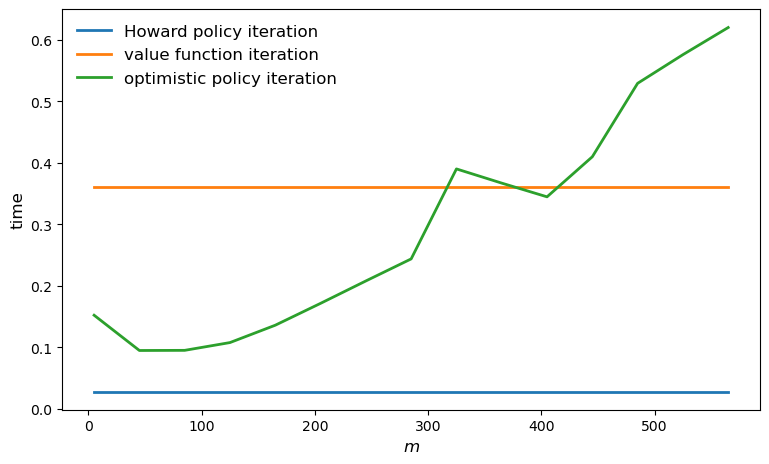 Howard policy iteration
value function iteration
optimistic policy iteration
time
0.6
0.5
0.4
0.3
0.2
0.1
0.0
0 100 200 300 400 500
m